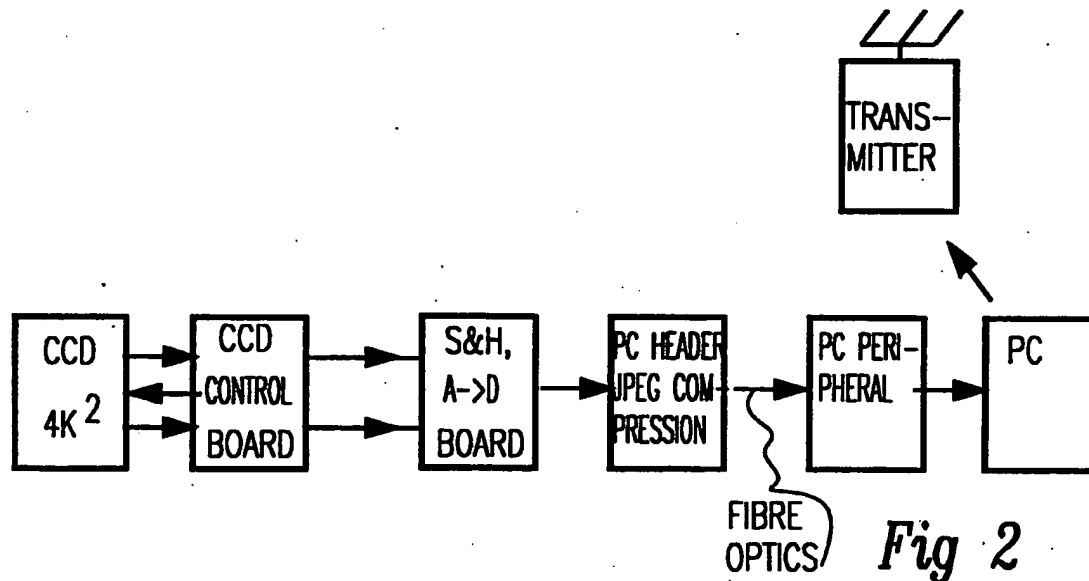 TRANS-
MITTER
CCD
4K²
CCD
CONTROL
BOARD
S&H,
A->D
BOARD
PC HEADER
JPEG COM-
PRESSION
PC PERI-
PHERAL
PC
FIBRE
OPTICS
Fig 2